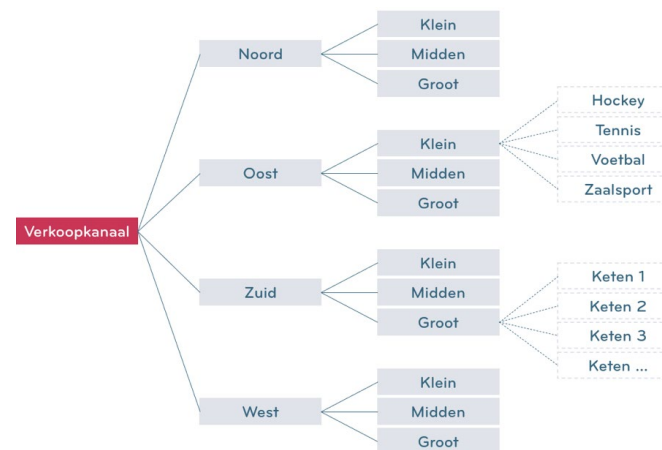 Verkoopkanaal
Noord
Klein
Midden
Groot
Oost
Klein
Midden
Groot
Hockey
Tennis
Voetbal
Zaalsport
Zuid
Klein
Midden
Groot
Keten 1
Keten 2
Keten 3
Keten ...
West
Klein
Midden
Groot